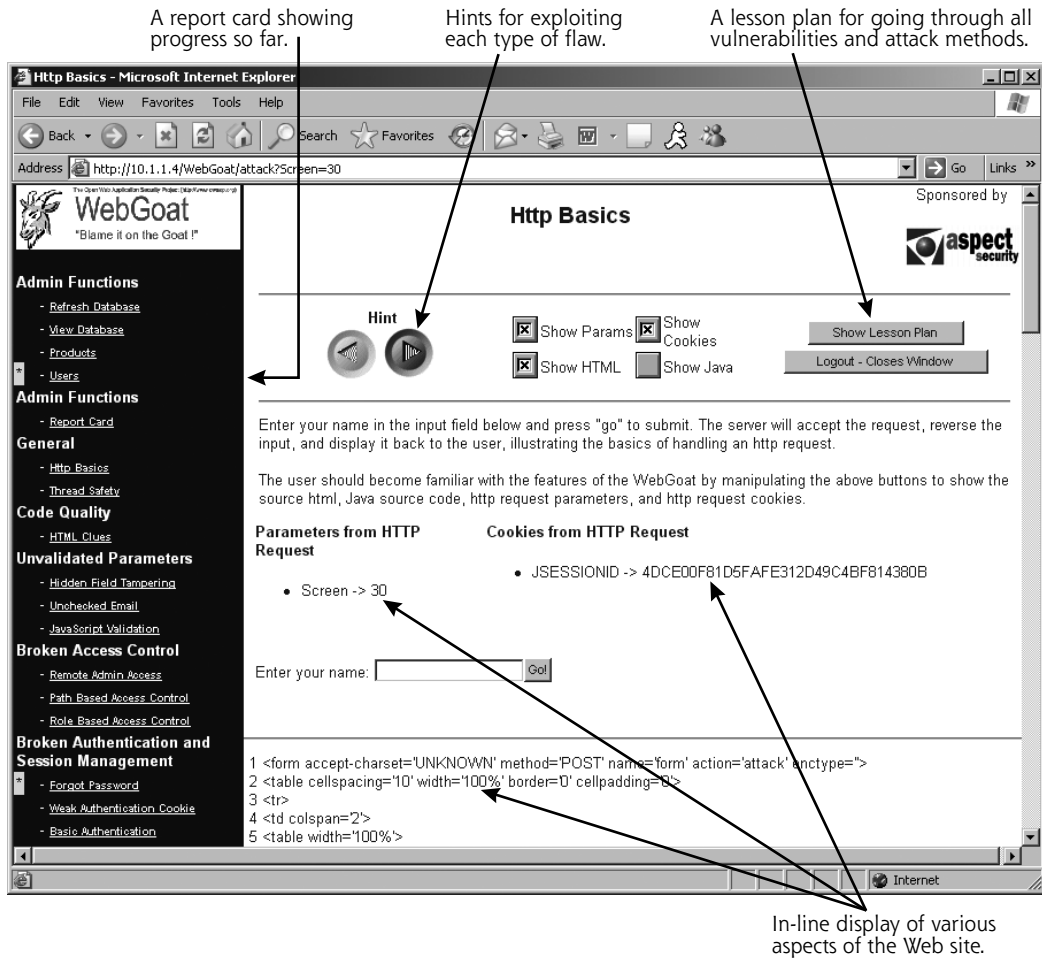 A report card showing
progress so far.
Hints for exploiting
each type of flaw.
A lesson plan for going through all
vulnerabilities and attack methods.
Http Basics - Microsoft Internet Explorer
File Edit View Favorites Tools Help
Back Search Favorites
Address http://10.1.1.4/WebGoat/attack?Screen=30 Go Links »
The Open Web Application Security Project (http://www.owasp.org)
WebGoat
"Blame it on the Goat !"
Http Basics
Sponsored by
aspect
security
Admin Functions
- Refresh Database
- View Database
- Products
* - Users
Admin Functions
- Report Card
General
- Http Basics
- Thread Safety
Code Quality
- HTML Clues
Unvalidated Parameters
- Hidden Field Tampering
- Unchecked Email
- JavaScript Validation
Broken Access Control
- Remote Admin Access
- Path Based Access Control
- Role Based Access Control
Broken Authentication and
Session Management
* - Forgot Password
- Weak Authentication Cookie
- Basic Authentication
Hint
Show Params
Show
Cookies
Show HTML
Show Java
Show Lesson Plan
Logout - Closes Window
Enter your name in the input field below and press "go" to submit. The server will accept the request, reverse the
input, and display it back to the user, illustrating the basics of handling an http request.
The user should become familiar with the features of the WebGoat by manipulating the above buttons to show the
source html, Java source code, http request parameters, and http request cookies.
Parameters from HTTP
Request
• Screen -> 30
Cookies from HTTP Request
• JSESSIONID -> 4DCE00F81D5FAFE312D49C4BF814380B
Enter your name: Go!
1 <form accept-charset='UNKNOWN' method='POST' name='form' action='attack' enctype=''>
2 <table cellspacing='10' width='100%' border='0' cellpadding='0'>
3 <tr>
4 <td colspan='2'>
5 <table width='100%'>
Internet
In-line display of various
aspects of the Web site.